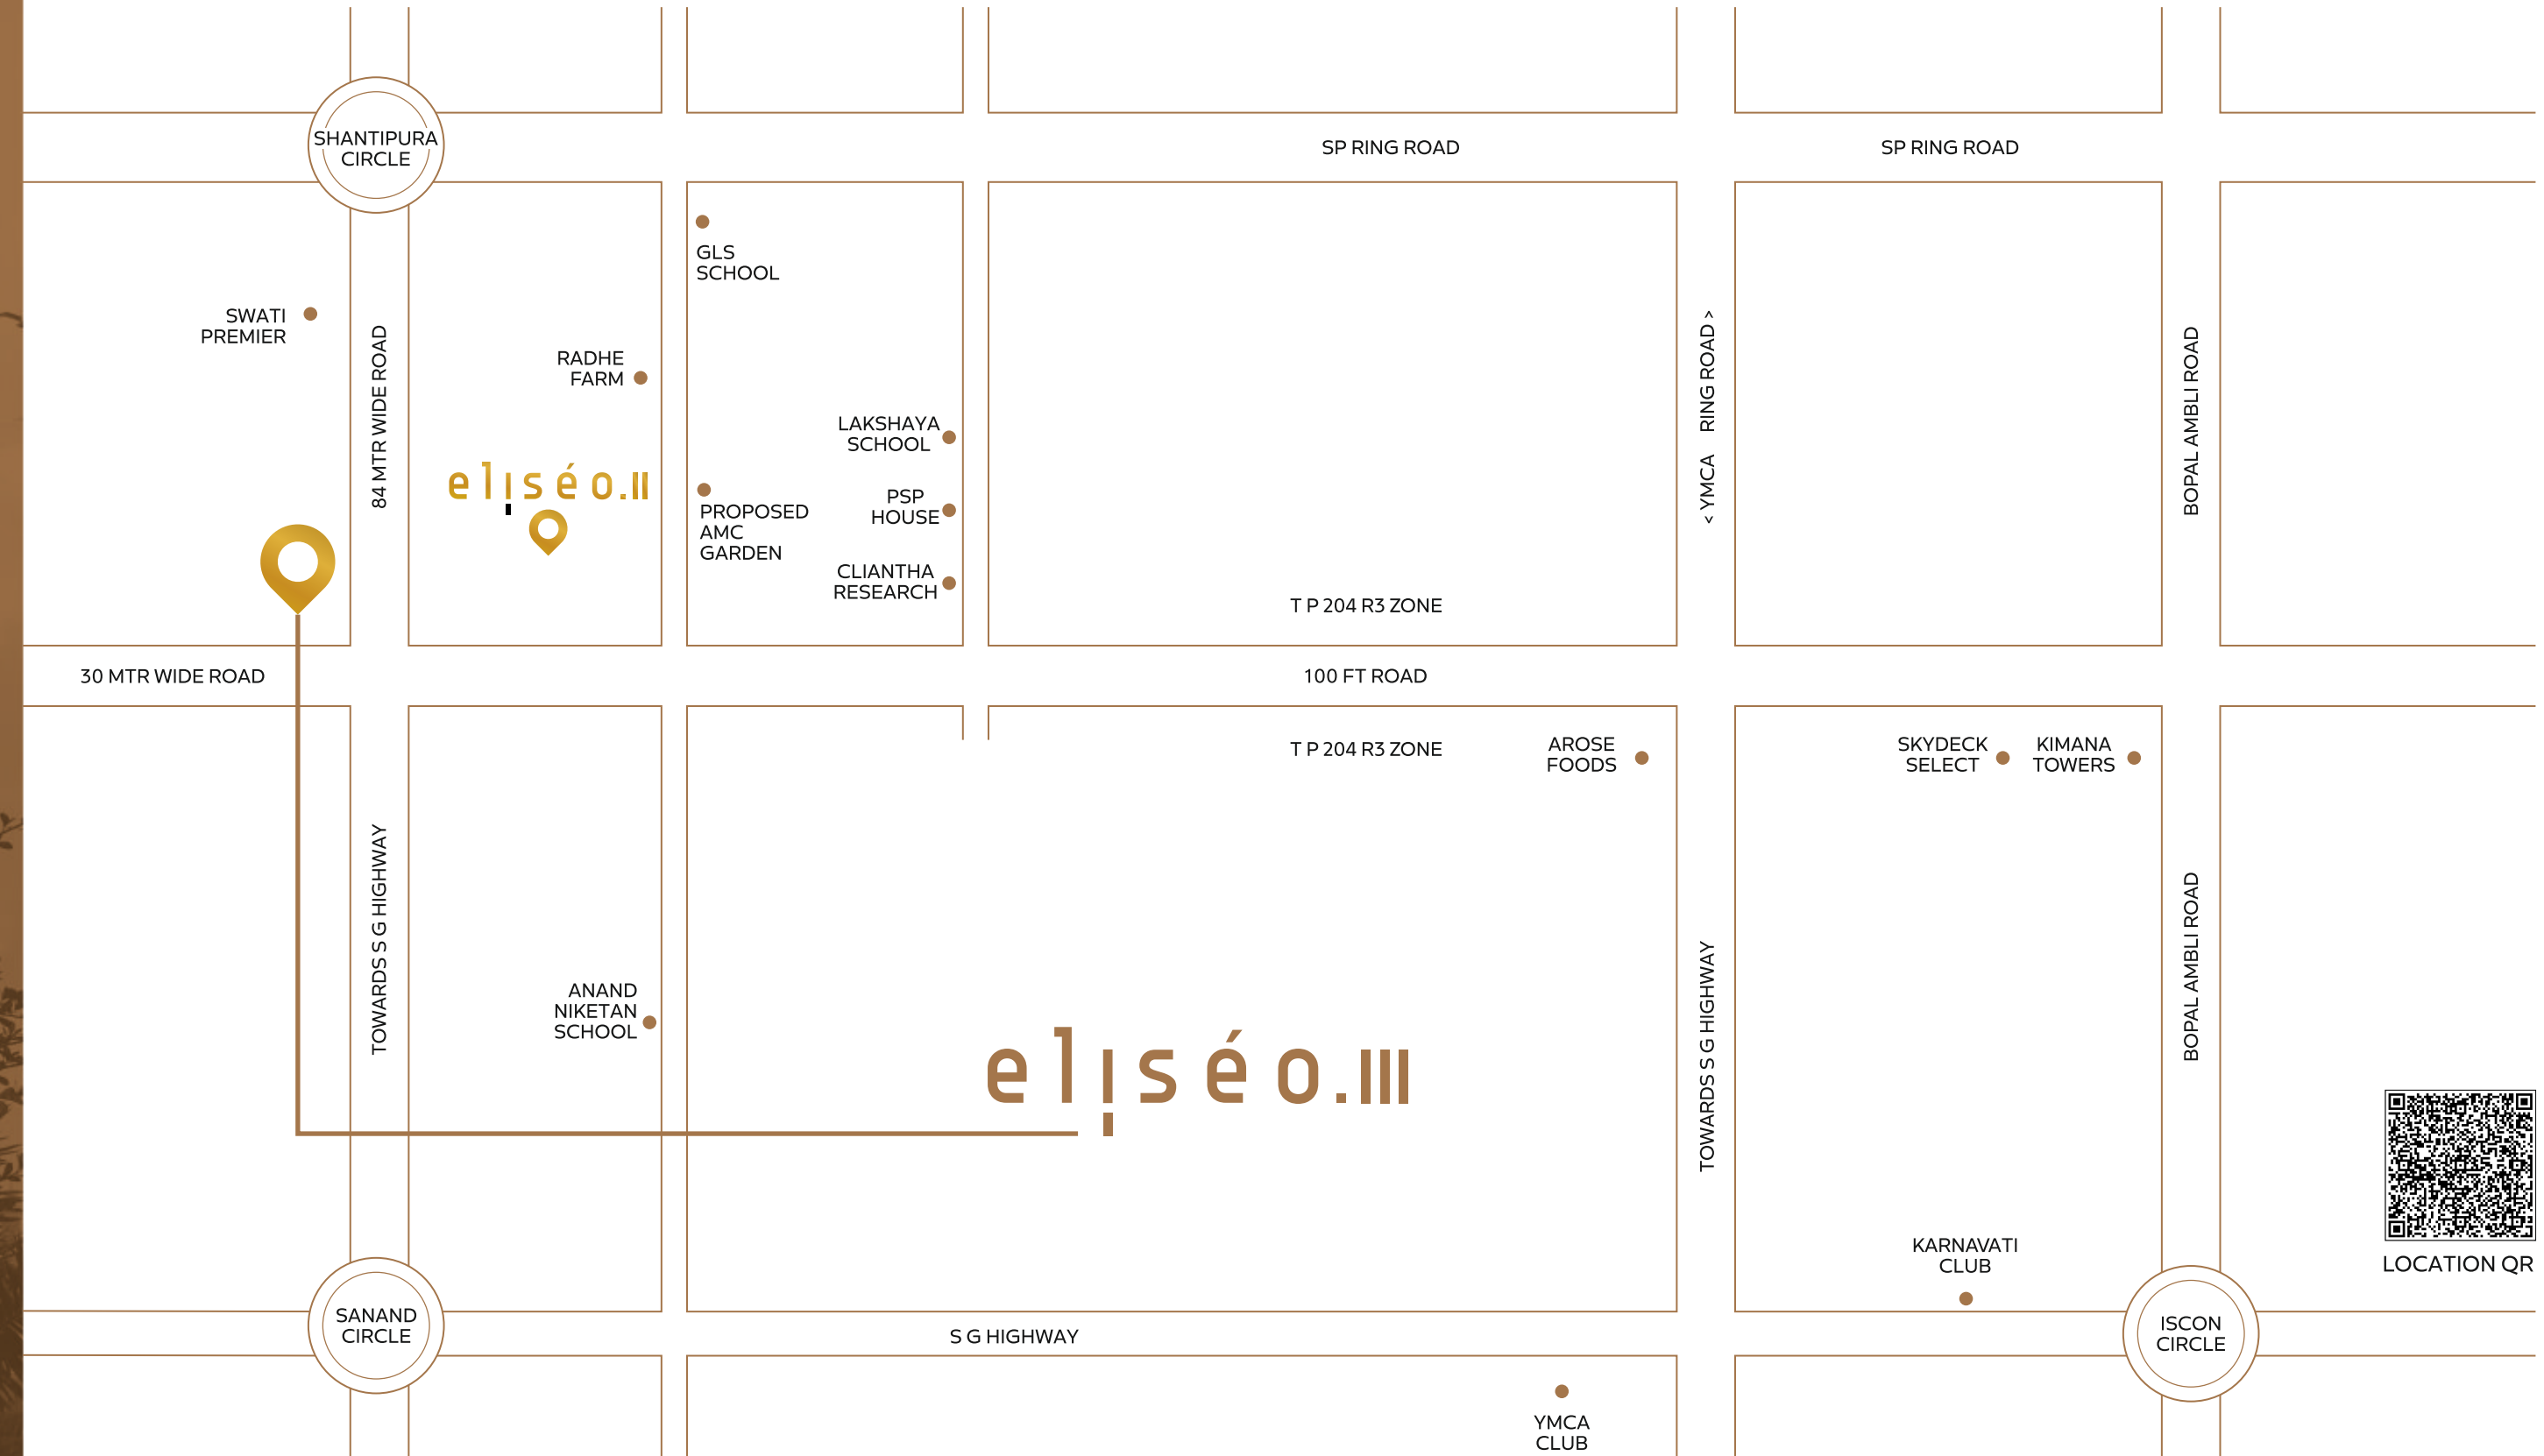 SHANTIPURA
CIRCLE
SP RING ROAD
SP RING ROAD
GLS
SCHOOL
SWATI
PREMIER
84 MTR WIDE ROAD
RADHE
FARM
< YMCA RING ROAD >
BOPAL AMBLI ROAD
LAKSHAYA
SCHOOL
eliséo.II
PROPOSED
AMC
GARDEN
PSP
HOUSE
CLIANTHA
RESEARCH
T P 204 R3 ZONE
30 MTR WIDE ROAD
100 FT ROAD
T P 204 R3 ZONE
AROSE
FOODS
SKYDECK
SELECT
KIMANA
TOWERS
TOWARDS S G HIGHWAY
ANAND
NIKETAN
SCHOOL
eliséo.III
TOWARDS S G HIGHWAY
BOPAL AMBLI ROAD
LOCATION QR
KARNAVATI
CLUB
SANAND
CIRCLE
S G HIGHWAY
ISCON
CIRCLE
YMCA
CLUB